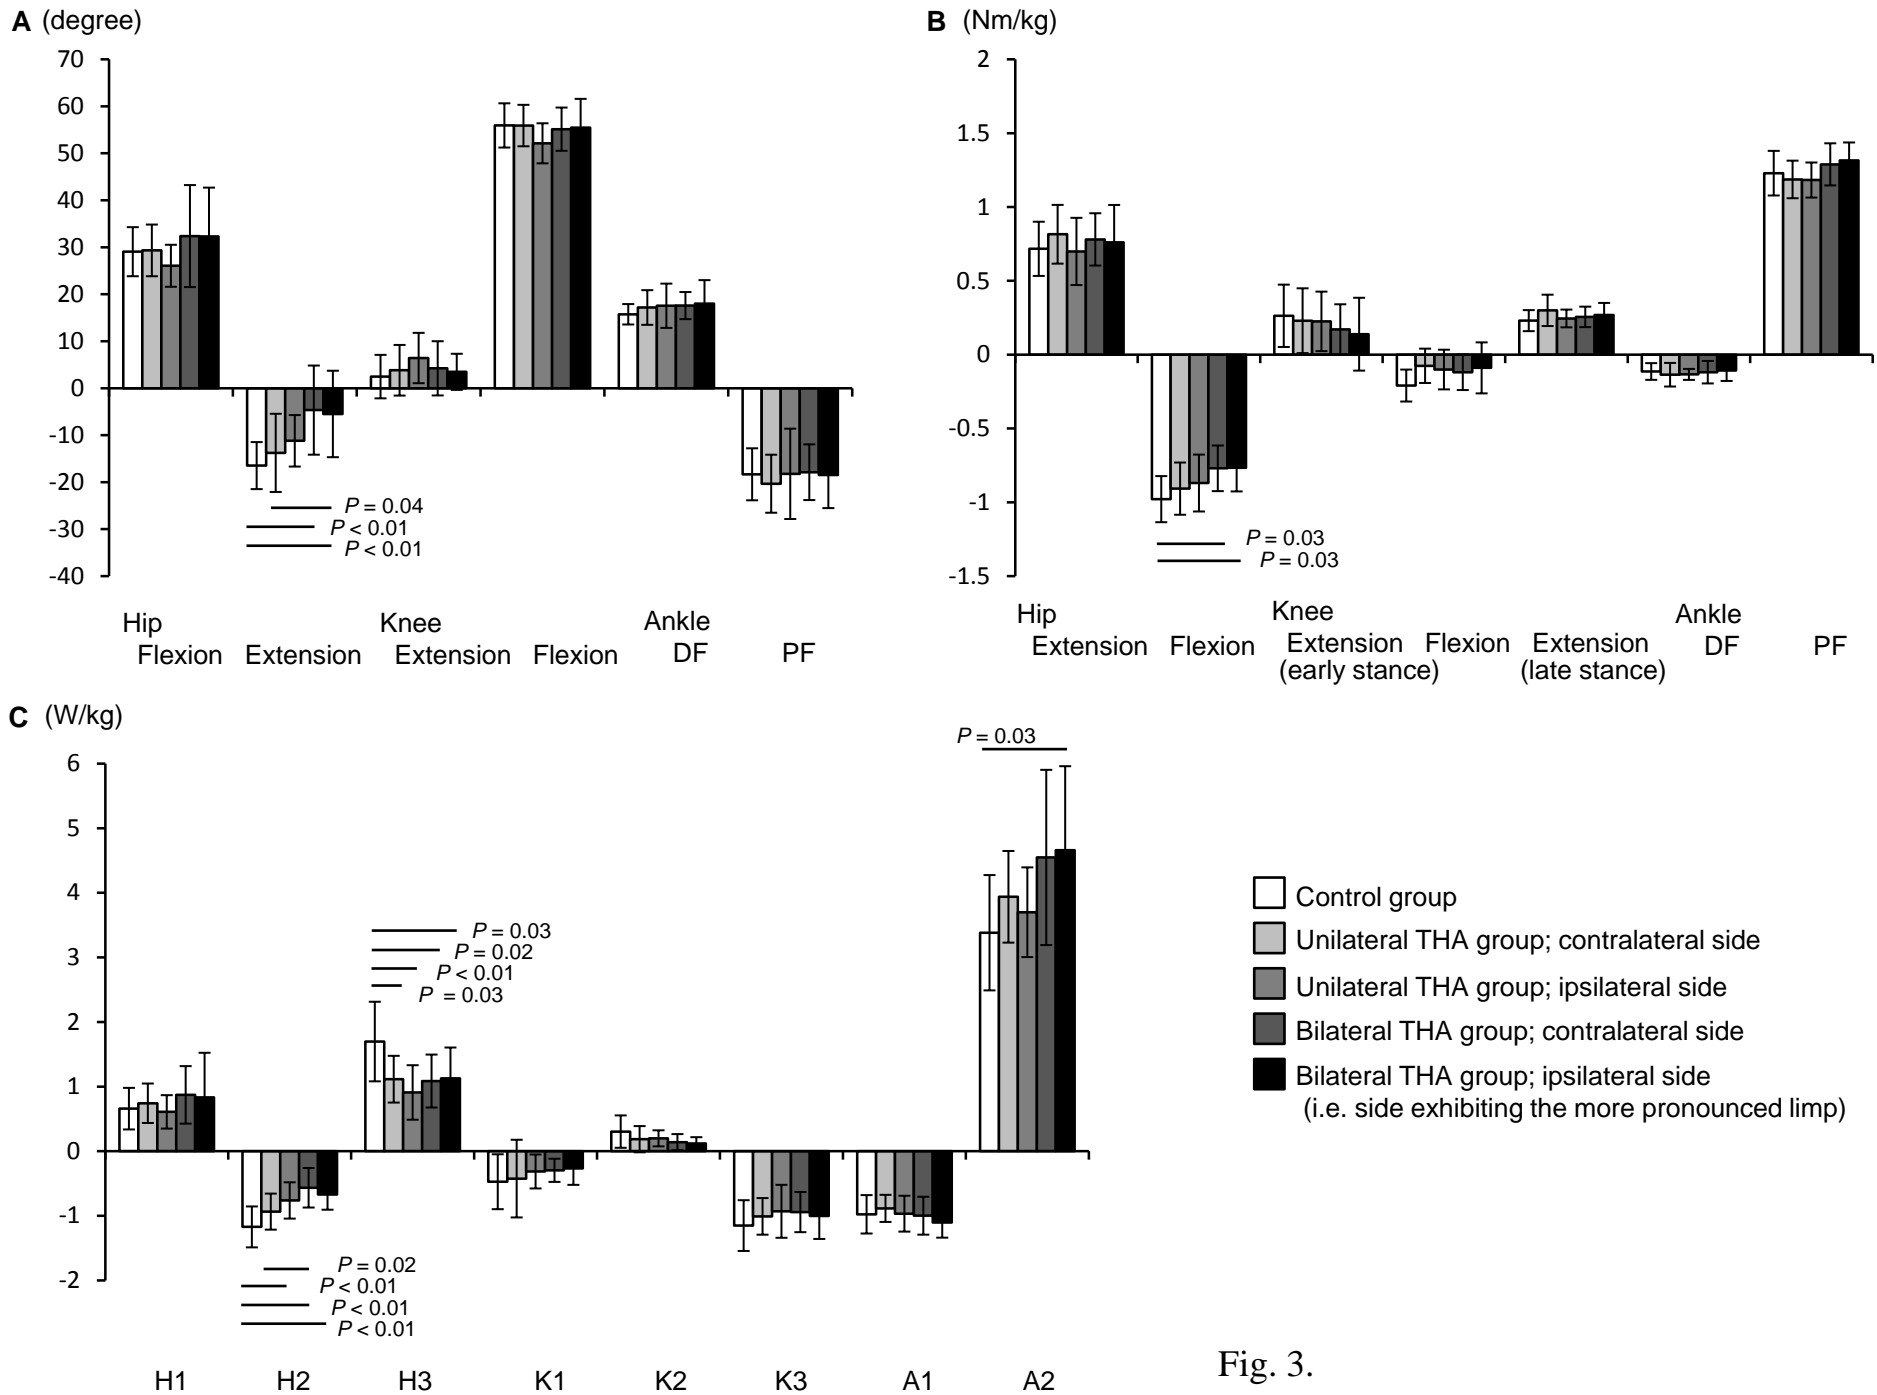 A (degree)
70
60
50
40
30
20
10
0
-10
-20
-30
-40
P = 0.04
P < 0.01
P < 0.01
Hip
Flexion
Extension
Knee
Extension
Flexion
Ankle
DF
PF
B (Nm/kg)
2
1.5
1
0.5
0
-0.5
-1
-1.5
P = 0.03
P = 0.03
Hip
Extension
Flexion
Knee
Extension
(early stance)
Flexion
Extension
(late stance)
Ankle
DF
PF
C (W/kg)
6
5
4
3
2
1
0
-1
-2
P = 0.03
P = 0.02
P < 0.01
P = 0.03
P = 0.03
P = 0.02
P < 0.01
P < 0.01
P < 0.01
H1
H2
H3
K1
K2
K3
A1
A2
Control group
Unilateral THA group; contralateral side
Unilateral THA group; ipsilateral side
Bilateral THA group; contralateral side
Bilateral THA group; ipsilateral side
(i.e. side exhibiting the more pronounced limp)
Fig. 3.